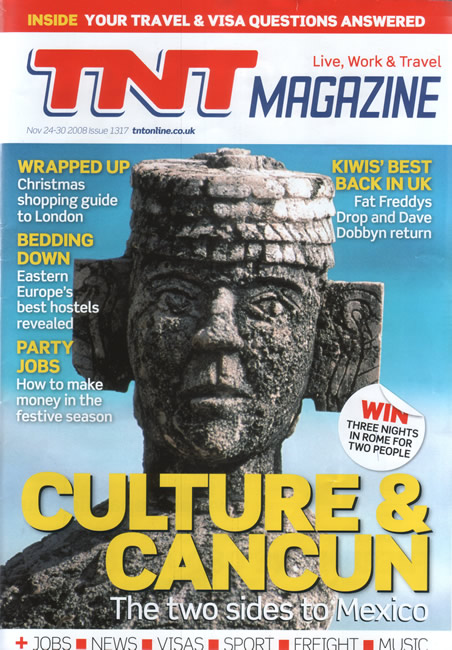 INSIDE YOUR TRAVEL & VISA QUESTIONS ANSWERED
Live, Work & Travel
TNT MAGAZINE
Nov 24-30 2008 Issue 1317 tntonline.co.uk
WRAPPED UP
Christmas
shopping guide
to London
BEDDING
DOWN
Eastern
Europe's
best hostels
revealed
PARTY
JOBS
How to make
money in the
festive season
KIWIS' BEST
BACK IN UK
Fat Freddys
Drop and Dave
Dobbyn return
WIN
THREE NIGHTS
IN ROME FOR
TWO PEOPLE
CULTURE &
CANCUN
The two sides to Mexico
+ JOBS ■ NEWS ■ VISAS ■ SPORT ■ FREIGHT ■ MUSIC